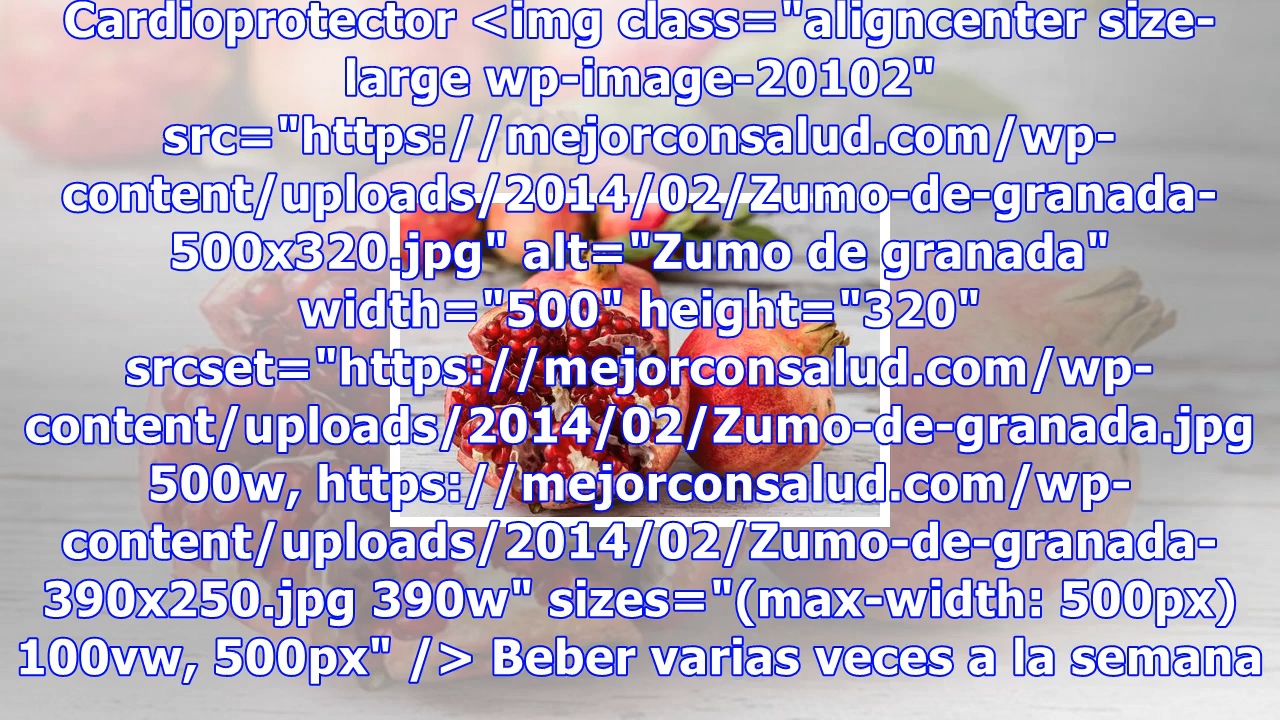 Cardioprotector <img class="aligncenter size-
large wp-image-20102"
src="https://mejorconsalud.com/wp-
content/uploads/2014/02/Zumo-de-granada-
500x320.jpg" alt="Zumo de granada"
width="500" height="320"
srcset="https://mejorconsalud.com/wp-
content/uploads/2014/02/Zumo-de-granada.jpg
500w, https://mejorconsalud.com/wp-
content/uploads/2014/02/Zumo-de-granada-
390x250.jpg 390w" sizes="(max-width: 500px)
100vw, 500px" /> Beber varias veces a la semana